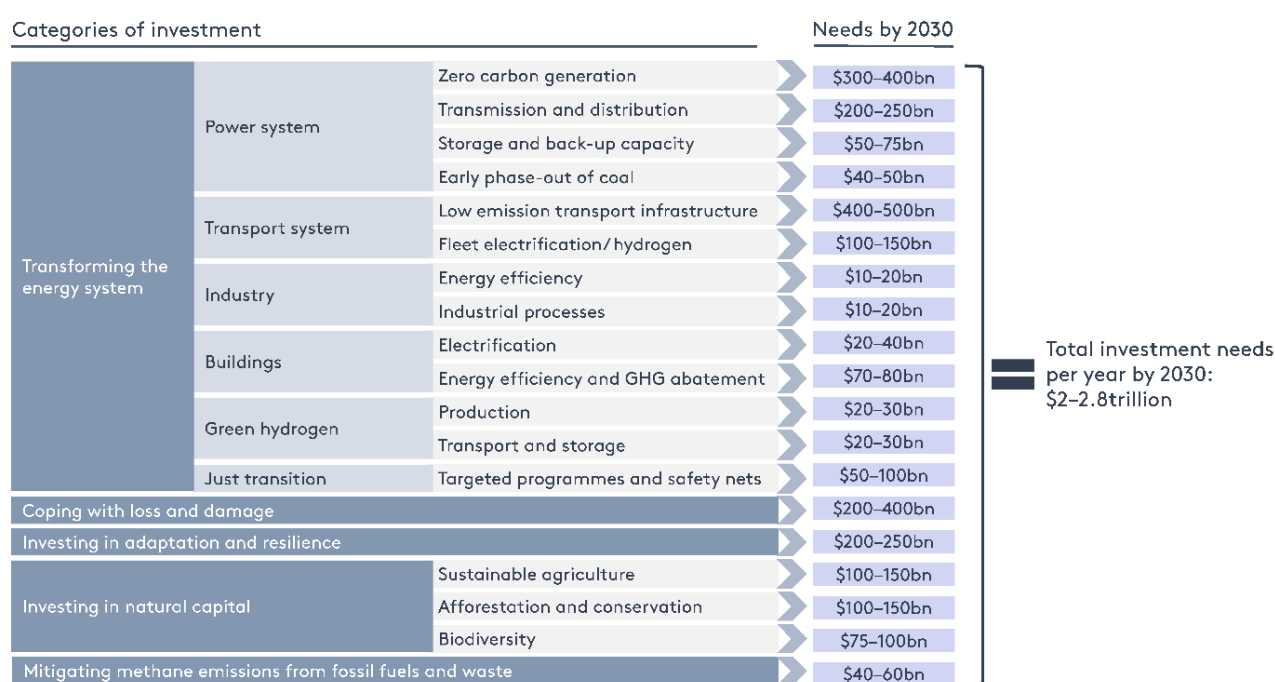 Categories of investment
Needs by 2030
Transforming the
energy system
Power system
Zero carbon generation
$300–400bn
Transmission and distribution
$200–250bn
Storage and back-up capacity
$50–75bn
Early phase-out of coal
$40–50bn
Transport system
Low emission transport infrastructure
$400–500bn
Fleet electrification/hydrogen
$100–150bn
Industry
Energy efficiency
$10–20bn
Industrial processes
$10–20bn
Buildings
Electrification
$20–40bn
Energy efficiency and GHG abatement
$70–80bn
Green hydrogen
Production
$20–30bn
Transport and storage
$20–30bn
Just transition
Targeted programmes and safety nets
$50–100bn
Coping with loss and damage
$200–400bn
Investing in adaptation and resilience
$200–250bn
Investing in natural capital
Sustainable agriculture
$100–150bn
Afforestation and conservation
$100–150bn
Biodiversity
$75–100bn
Mitigating methane emissions from fossil fuels and waste
$40–60bn
Total investment needs
per year by 2030:
$2–2.8trillion